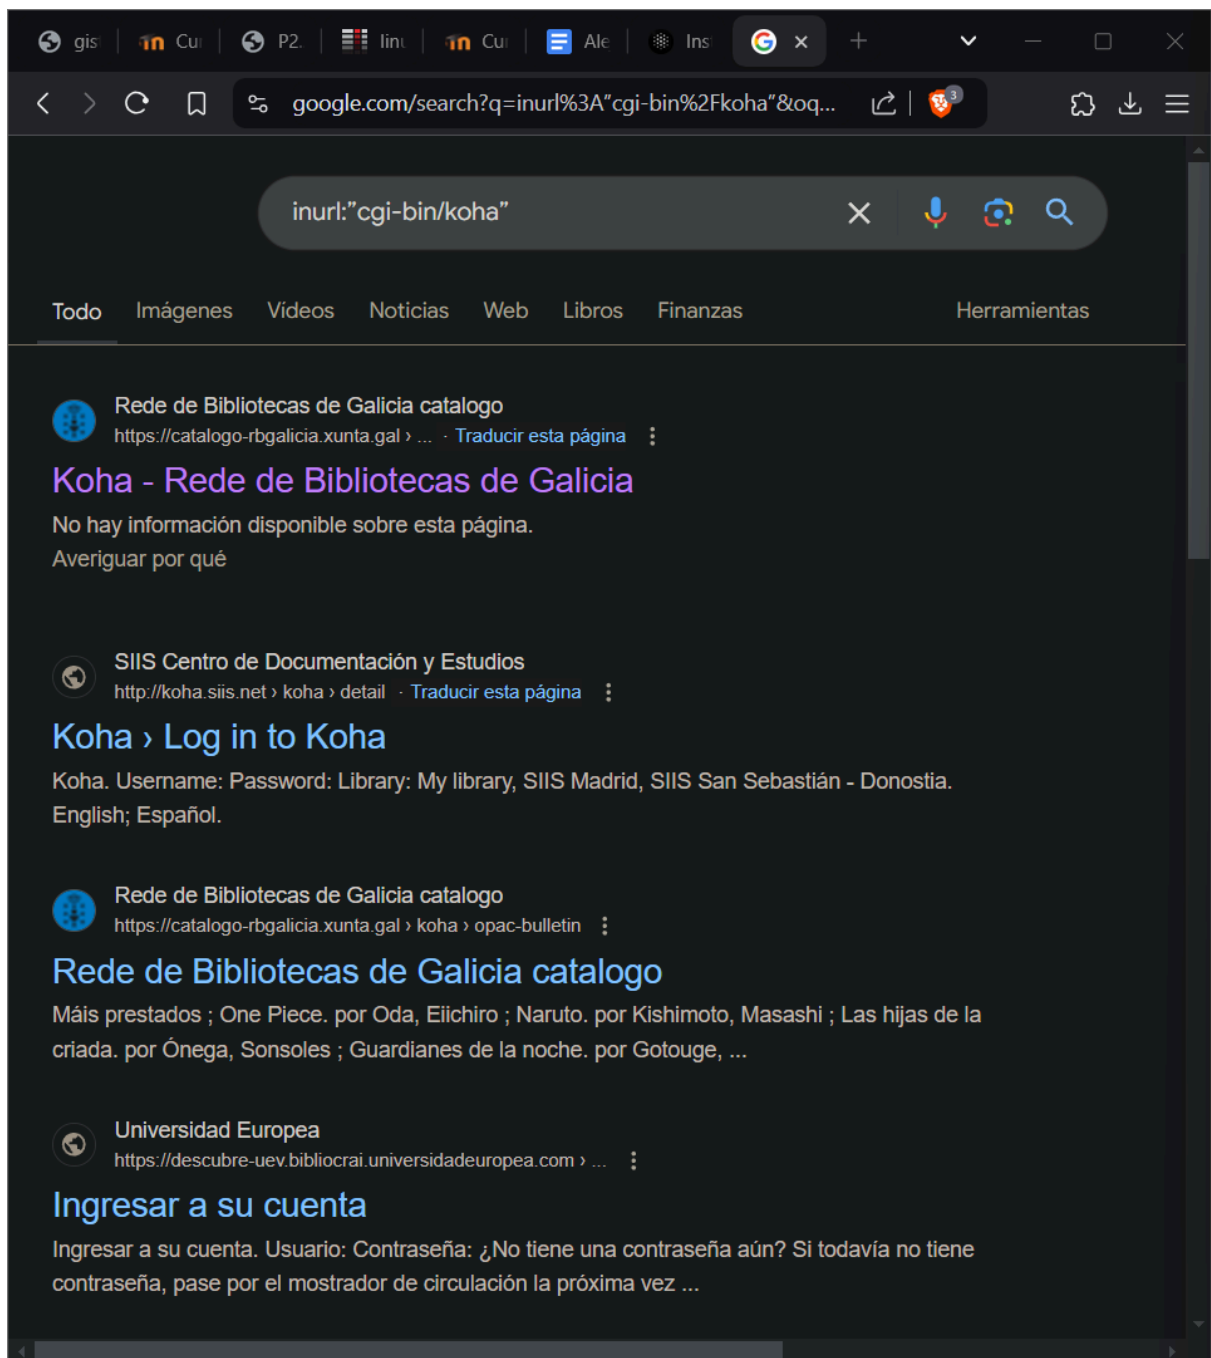 gis
Cur
P2.
linu
Cur
Ale
Ins
google.com/search?q=inurl%3A"cgi-bin%2Fkoha"&oq...
3
inurl:”cgi-bin/koha”
Todo Imágenes Vídeos Noticias Web Libros Finanzas Herramientas
Rede de Bibliotecas de Galicia catalogo
https://catalogo-rbgalicia.xunta.gal › ... · Traducir esta página
Koha - Rede de Bibliotecas de Galicia
No hay información disponible sobre esta página.
Averiguar por qué
SIIS Centro de Documentación y Estudios
http://koha.siis.net › koha › detail · Traducir esta página
Koha › Log in to Koha
Koha. Username: Password: Library: My library, SIIS Madrid, SIIS San Sebastián - Donostia.
English; Español.
Rede de Bibliotecas de Galicia catalogo
https://catalogo-rbgalicia.xunta.gal › koha › opac-bulletin
Rede de Bibliotecas de Galicia catalogo
Máis prestados ; One Piece. por Oda, Eiichiro ; Naruto. por Kishimoto, Masashi ; Las hijas de la
criada. por Ónega, Sonsoles ; Guardianes de la noche. por Gotouge, ...
Universidad Europea
https://descubre-uev.bibliocrai.universidadeuropea.com › ...
Ingresar a su cuenta
Ingresar a su cuenta. Usuario: Contraseña: ¿No tiene una contraseña aún? Si todavía no tiene
contraseña, pase por el mostrador de circulación la próxima vez ...